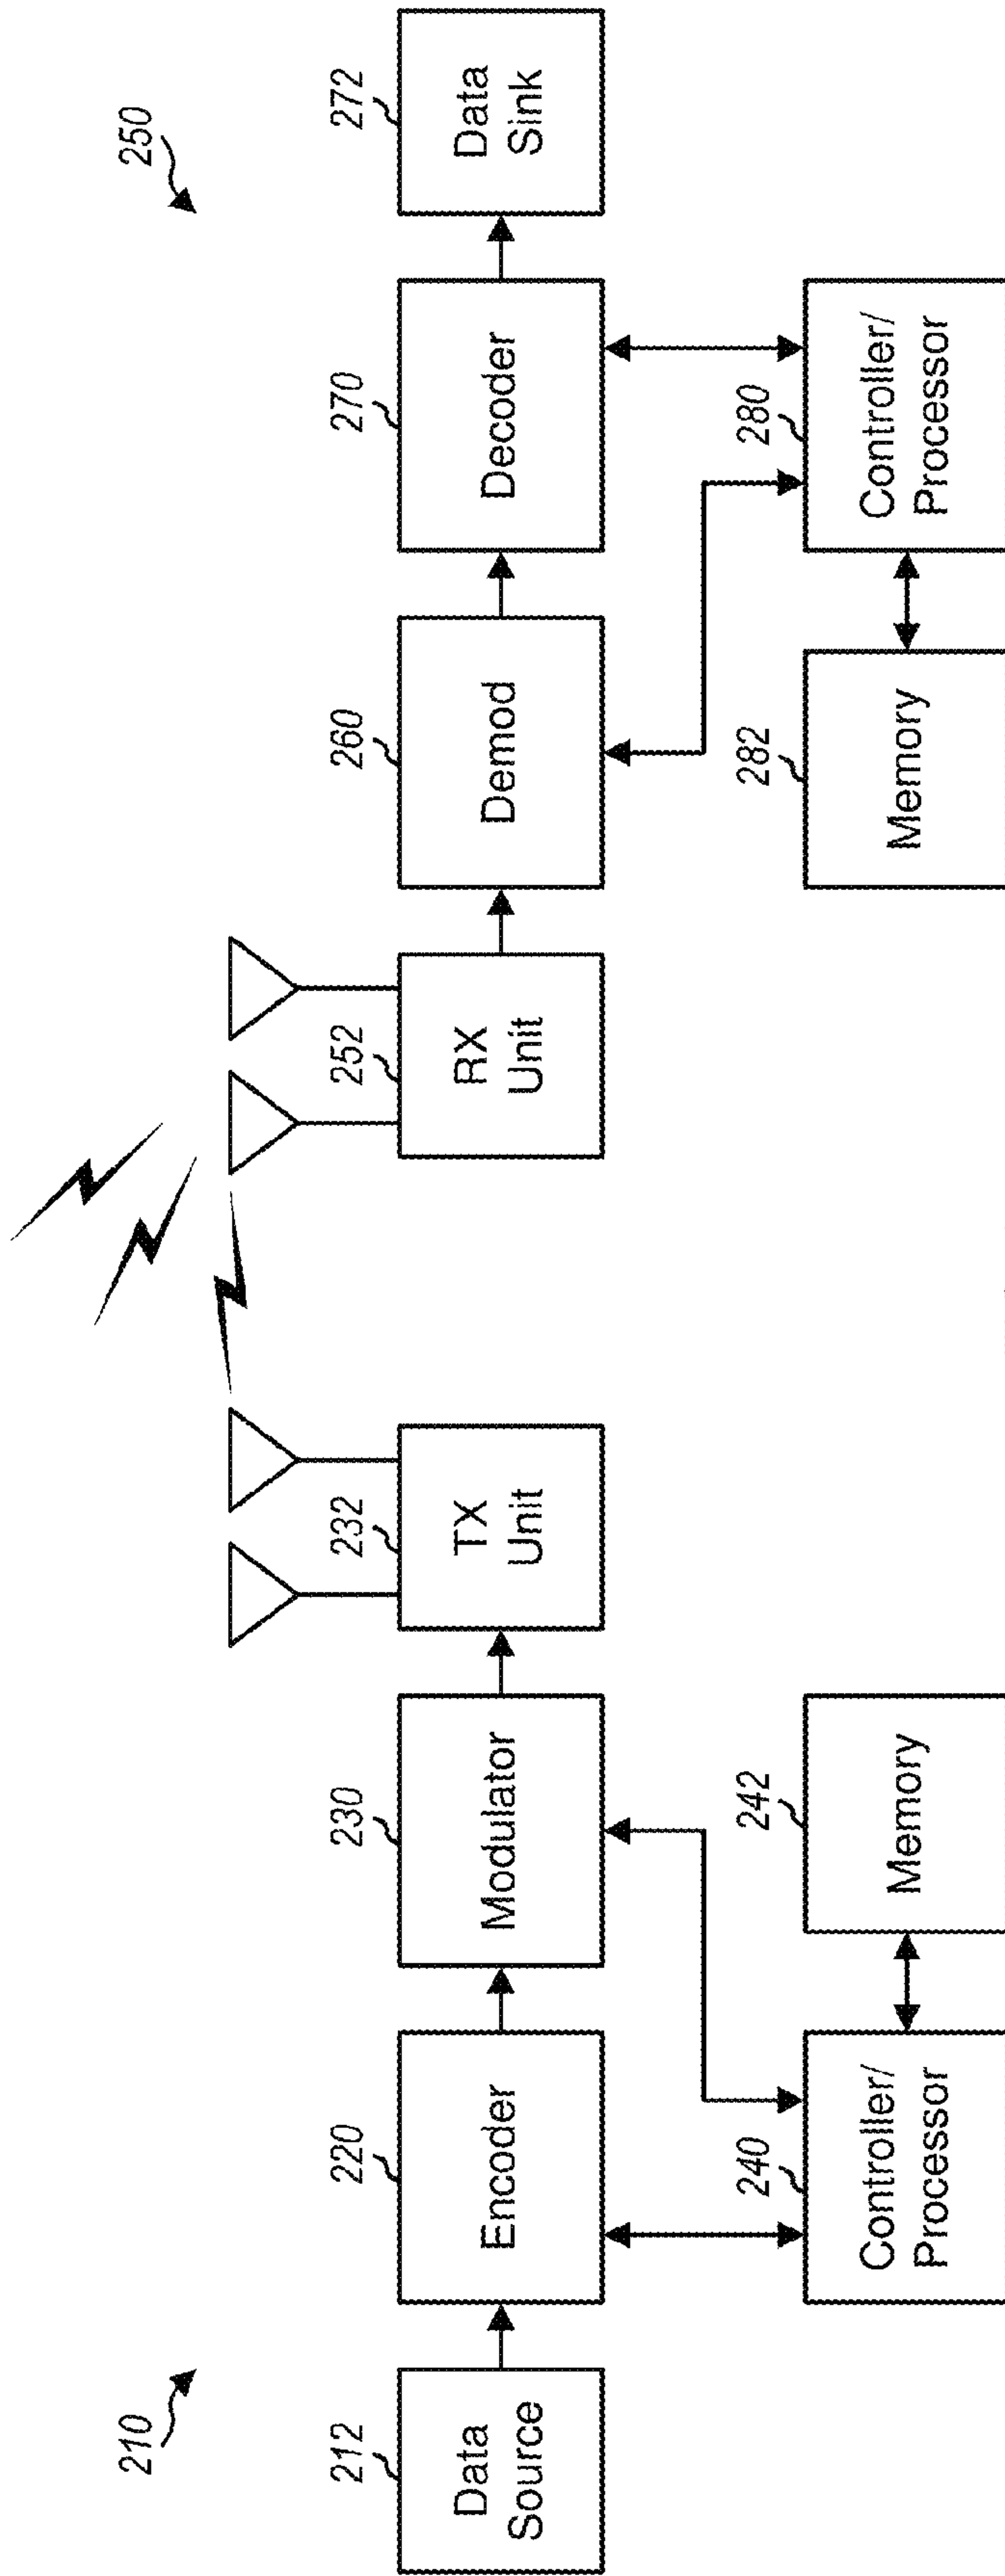 210
250
212
220
230
232
252
260
270
272
Data
Source
Encoder
Modulator
TX
Unit
RX
Unit
Demod
Decoder
Data
Sink
240
242
282
280
Controller/
Processor
Memory
Memory
Controller/
Processor